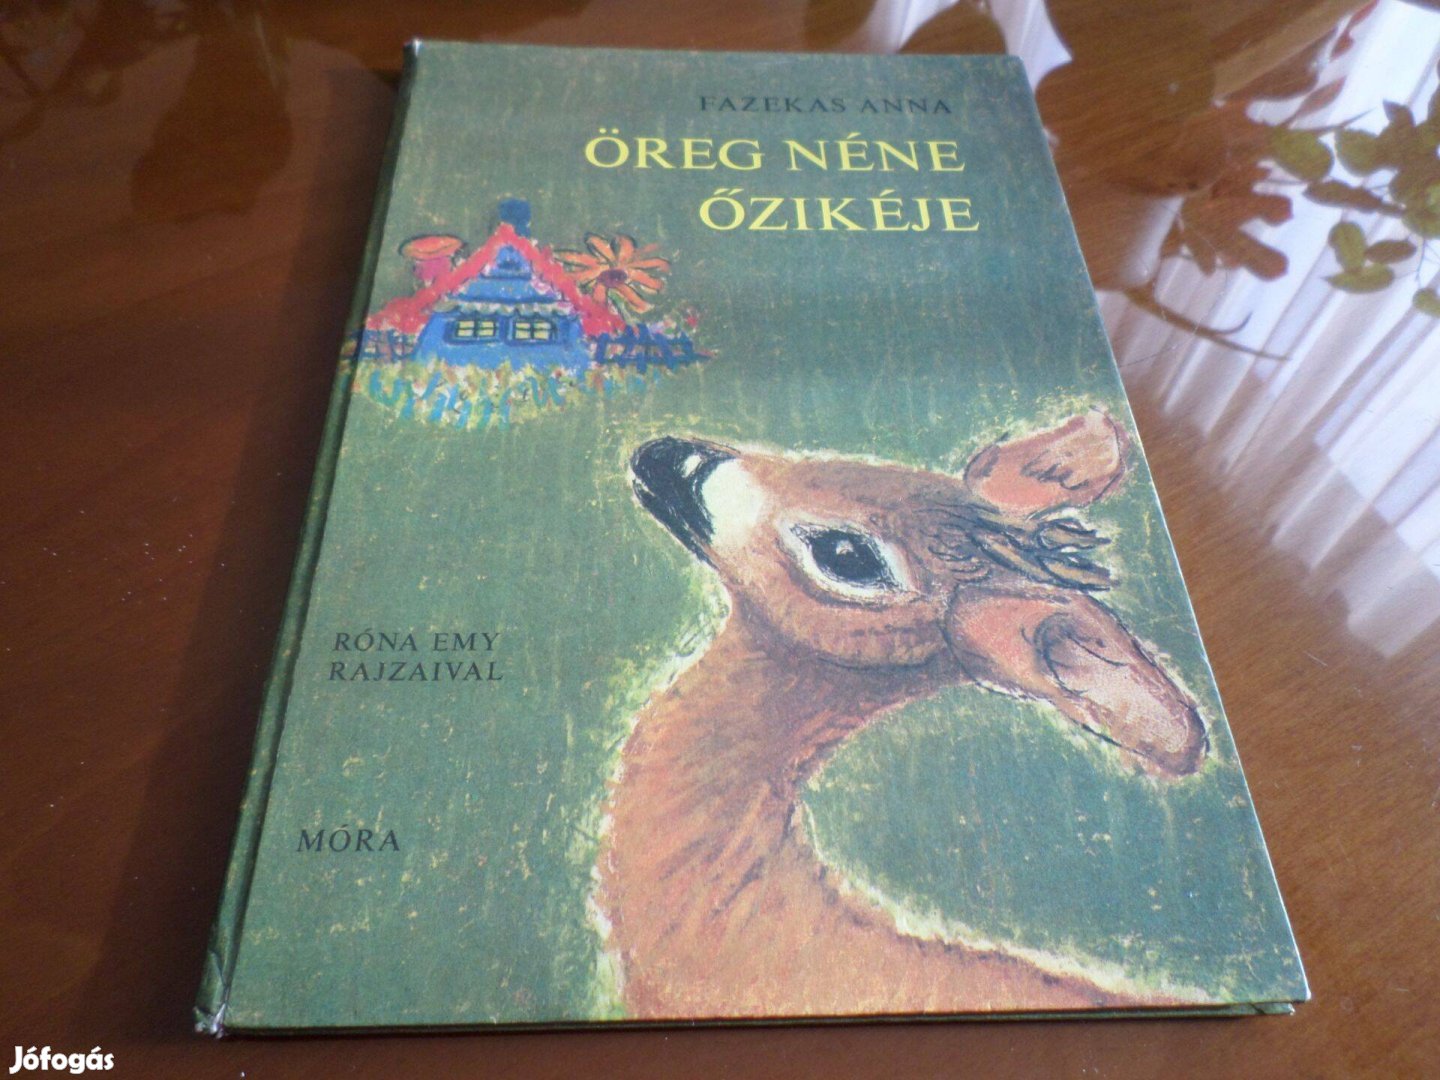 FAZEKAS ANNA
ÖREG NÉNE
ŐZIKÉJE
RÓNA EMY
RAJZAIVAL
MÓRA
Jófogás